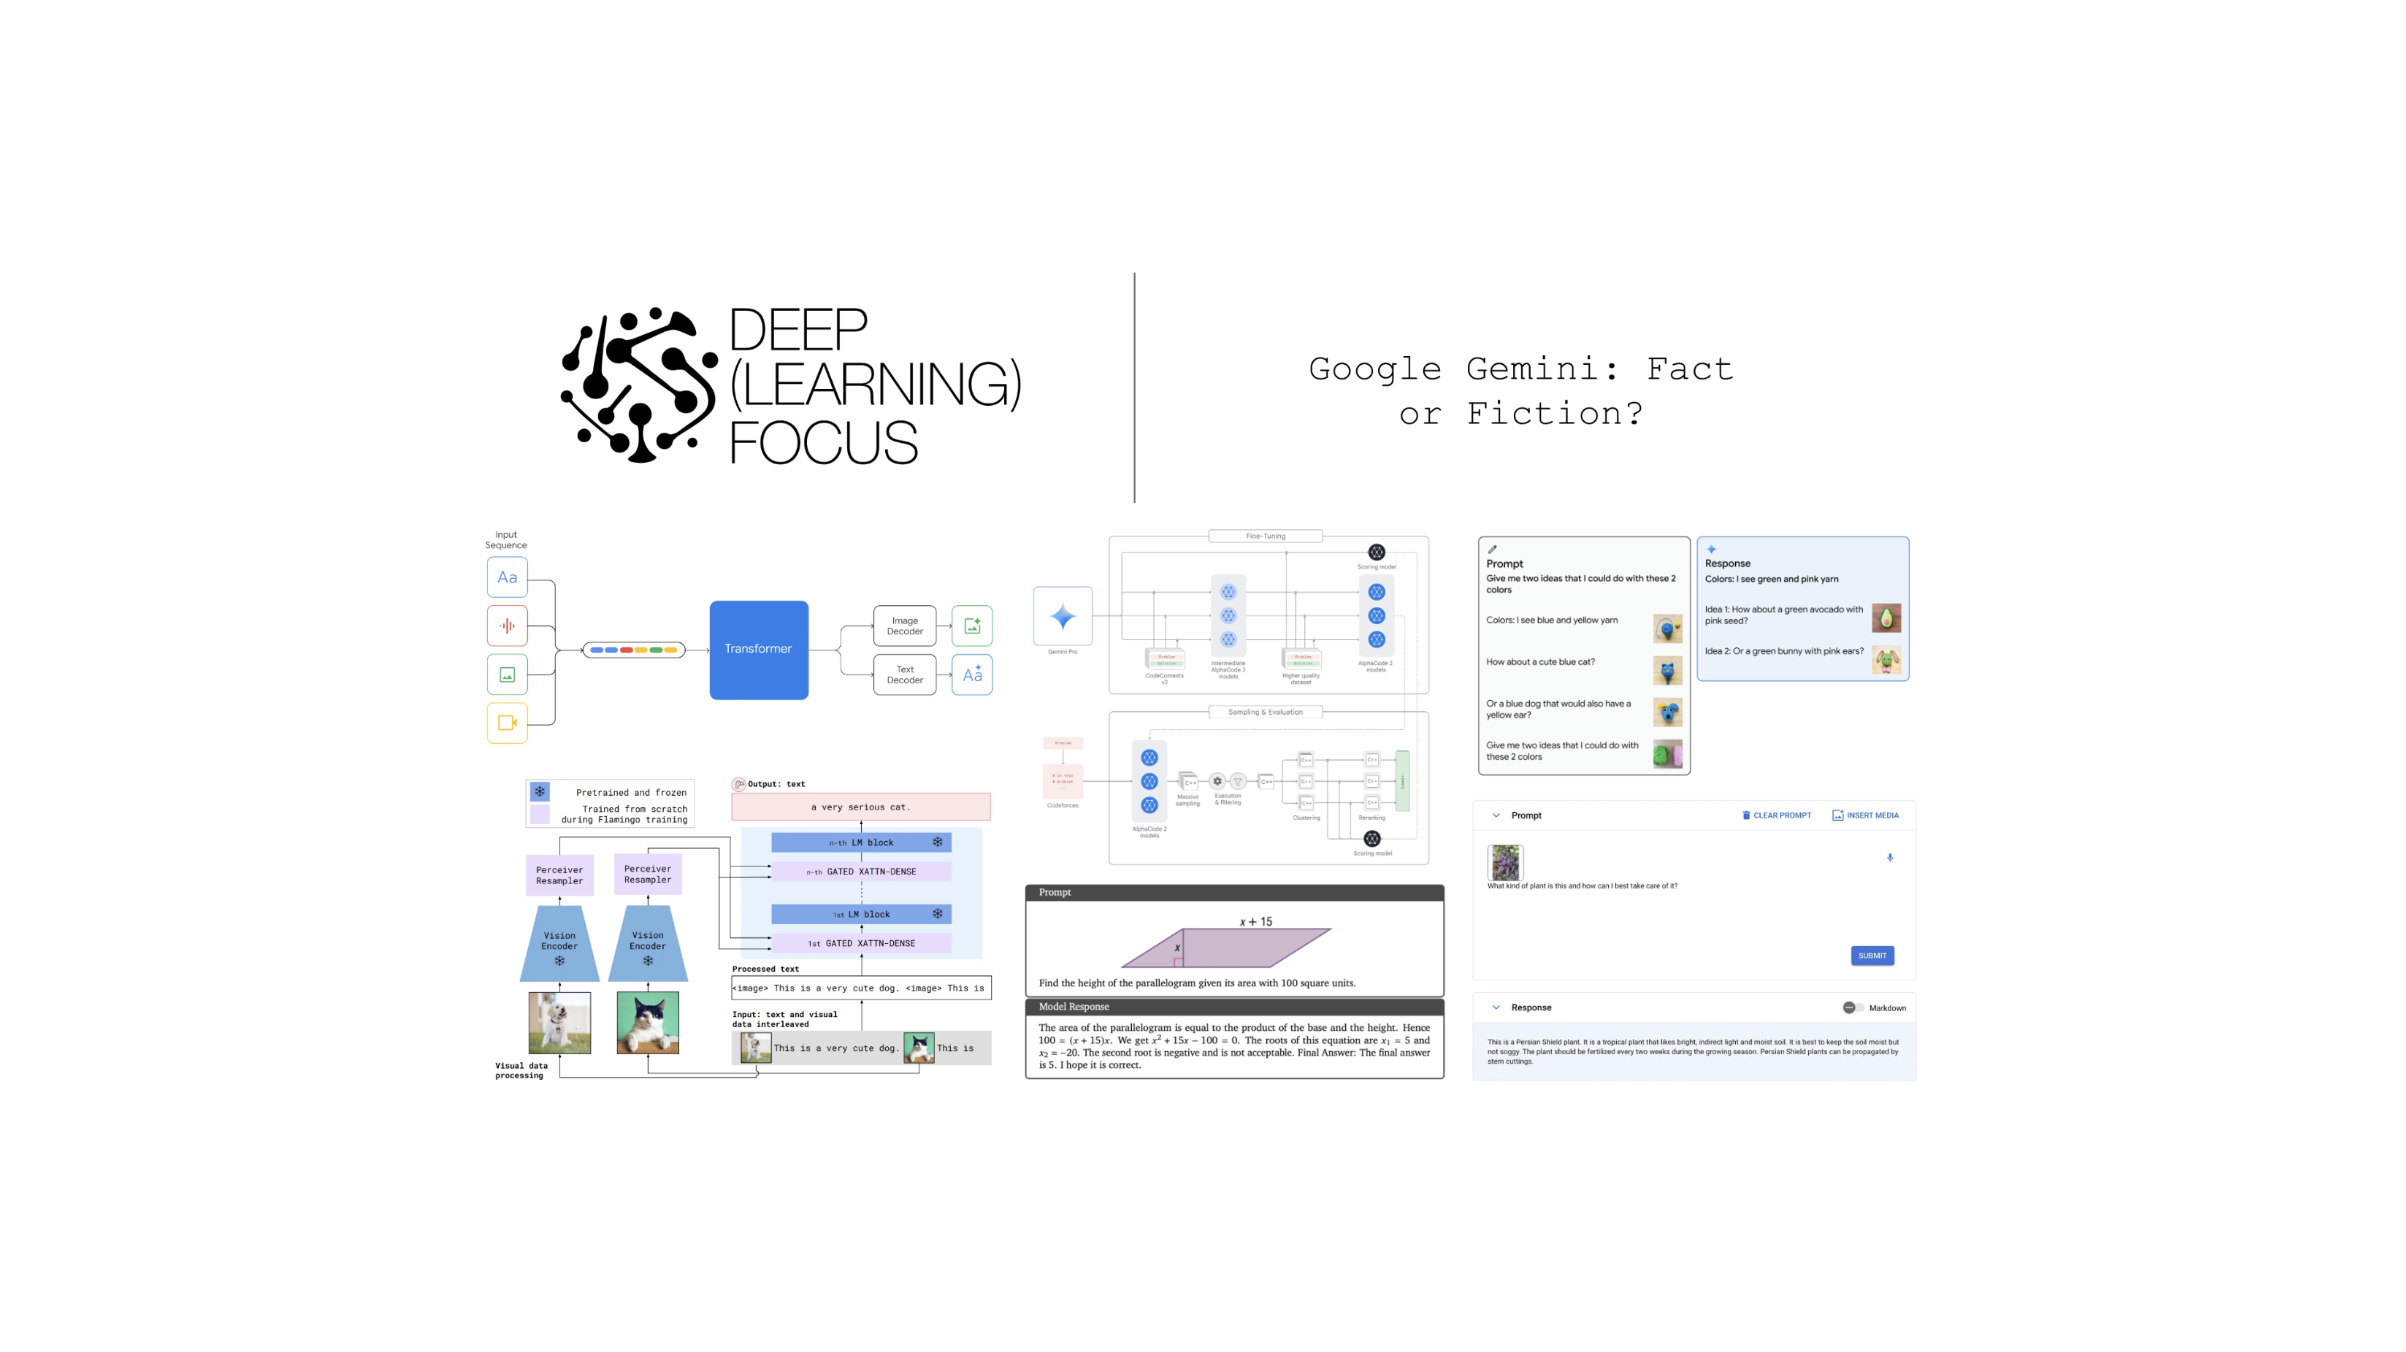 DEEP
(LEARNING)
FOCUS
Google Gemini: Fact
or Fiction?
Input
Sequence
Aa
Transformer
Image
Decoder
Text
Decoder
Aa
Pretrained and frozen
Trained from scratch
during Flamingo training
Output: text
a very serious cat.
n-th LM block
n-th GATED XATTN-DENSE
1st LM block
1st GATED XATTN-DENSE
Perceiver
Resampler
Perceiver
Resampler
Vision
Encoder
Vision
Encoder
Processed text
<image> This is a very cute dog. <image> This is
Input: text and visual
data interleaved
This is a very cute dog.
This is
Visual data
processing
Fine-Tuning
Scoring model
Gemini Pro
Problem
CodeContests
v2
Intermediate
AlphaCode 2
models
Problem
Higher quality
dataset
AlphaCode 2
models
Sampling & Evaluation
Problem
Codeforces
AlphaCode 2
models
C++
Massive
sampling
Execution
& filtering
C++
C++
C++
C++
Clustering
C++
C++
C++
Reranking
Scoring model
Prompt
x + 15
x
Find the height of the parallelogram given its area with 100 square units.
Model Response
The area of the parallelogram is equal to the product of the base and the height. Hence
100 = (x + 15)x. We get x² + 15x − 100 = 0. The roots of this equation are x₁ = 5 and
x₂ = −20. The second root is negative and is not acceptable. Final Answer: The final answer
is 5. I hope it is correct.
Prompt
Give me two ideas that I could do with these 2
colors
Colors: I see blue and yellow yarn
How about a cute blue cat?
Or a blue dog that would also have a
yellow ear?
Give me two ideas that I could do with
these 2 colors
Response
Colors: I see green and pink yarn
Idea 1: How about a green avocado with
pink seed?
Idea 2: Or a green bunny with pink ears?
Prompt
CLEAR PROMPT
INSERT MEDIA
What kind of plant is this and how can I best take care of it?
SUBMIT
Response
Markdown
This is a Persian Shield plant. It is a tropical plant that likes bright, indirect light and moist soil. It is best to keep the soil moist but
not soggy. The plant should be fertilized every two weeks during the growing season. Persian Shield plants can be propagated by
stem cuttings.